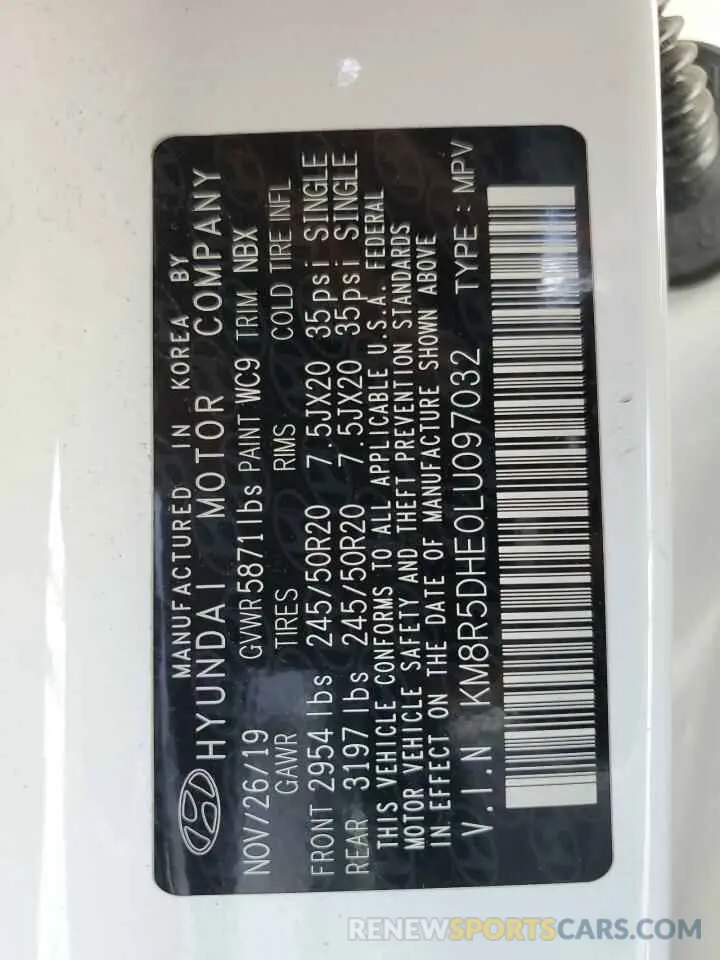 MANUFACTURED IN KOREA BY
HYUNDAI MOTOR COMPANY
NOV/26/19 GVWR 5871lbs PAINT WC9 TRIM NBX
GAWR TIRES RIMS COLD TIRE INFL
FRONT 2954 lbs 245/50R20 7.5JX20 35psi SINGLE
REAR 3197 lbs 245/50R20 7.5JX20 35psi SINGLE
THIS VEHICLE CONFORMS TO ALL APPLICABLE U.S.A. FEDERAL
MOTOR VEHICLE SAFETY AND THEFT PREVENTION STANDARDS
IN EFFECT ON THE DATE OF MANUFACTURE SHOWN ABOVE
V.I.N KM8R5DHE0LU097032 TYPE : MPV
RENEWSPORTSCARS.COM